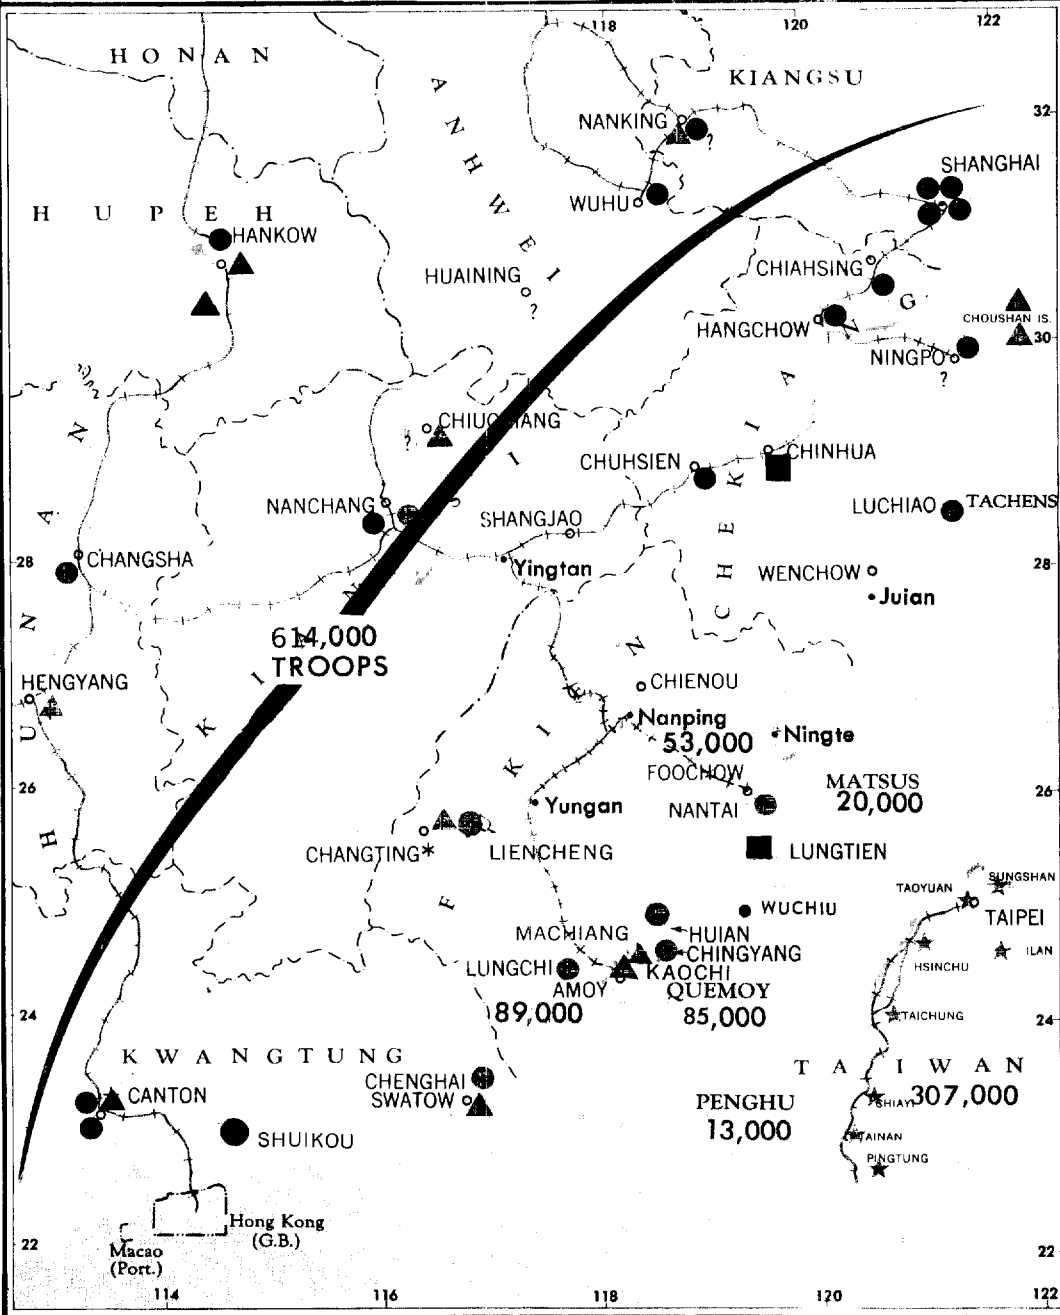 118
120
122
HONAN
KIANGSU
ANHWEI
32
NANKING
?
SHANGHAI
WUHU
HUPEH
HANKOW
CHIAHSING
HUAINING
?
CHOUSHAN IS.
HANGCHOW
30
NINGPO
?
CHIUCHIANG
?
CHINHUA
CHUHSIEN
CHEKIANG
NANCHANG
SHANGJAO
LUCHIAO
TACHENS
28
CHANGSHA
Yingtan
WENCHOW
28
Juian
HUNAN
614,000
TROOPS
KIANGSI
HENGYANG
CHIENOU
Nanping
53,000
Ningte
FOOCHOW
26
MATSUS
20,000
NANTAI
Yungan
FUKIEN
CHANGTING*
LIENCHENG
LUNGTIEN
SUNGSHAN
TAOYUAN
TAIPEI
WUCHIU
MACHIANG
HUIAN
CHINGYANG
HSINCHU
ILAN
LUNGCHI
KAOCHI
AMOY
QUEMOY
89,000
85,000
24
TAICHUNG
24
KWANGTUNG
TAIWAN
CHENGHAI
SWATOW
CANTON
PENGHU
13,000
CHIAYI
307,000
SHUIKOU
TAINAN
PINGTUNG
Hong Kong
(G.B.)
22
Macao
(Port.)
22
114
116
118
120
122